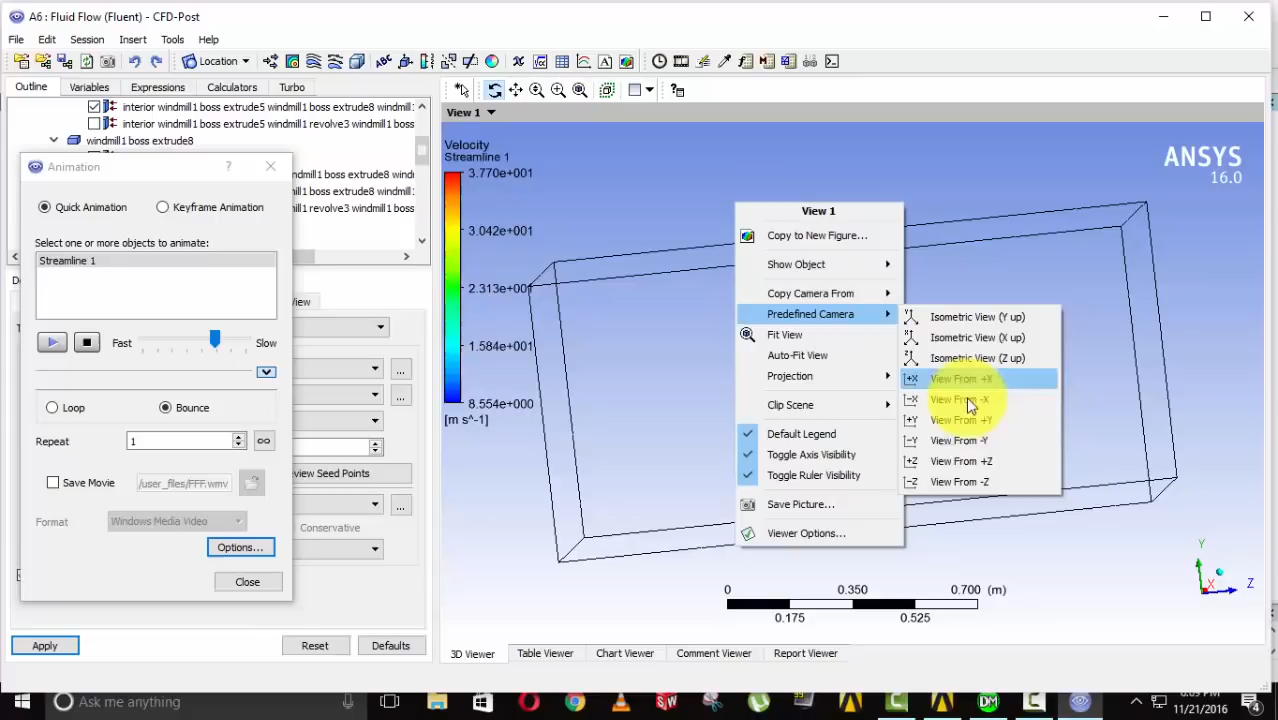 A6 : Fluid Flow (Fluent) - CFD-Post
File Edit Session Insert Tools Help
Location
Outline Variables Expressions Calculators Turbo
interior windmill1 boss extrude5 windmill1 boss extrude8 windmill:
interior windmill1 boss extrude5 windmill1 revolve3 windmill1 boss
windmill1 boss extrude8
Animation
windmill1 boss extrude8 windmill:
Quick Animation Keyframe Animation
Select one or more objects to animate:
Streamline 1
Fast Slow
Loop Bounce
Repeat 1
Save Movie /user_files/FFF.wmv
Format Windows Media Video
Options...
Close
iew
eview Seed Points
Conservative
Apply Reset Defaults
View 1
Velocity
Streamline 1
3.770e+001
3.042e+001
2.313e+001
1.584e+001
8.554e+000
[m s^-1]
ANSYS
16.0
View 1
Copy to New Figure...
Show Object
Copy Camera From
Predefined Camera
Fit View
Auto-Fit View
Projection
Clip Scene
Default Legend
Toggle Axis Visibility
Toggle Ruler Visibility
Save Picture...
Viewer Options...
Isometric View (Y up)
Isometric View (X up)
Isometric View (Z up)
View From +X
View From -X
View From +Y
View From -Y
View From +Z
View From -Z
0 0.350 0.700 (m)
0.175 0.525
Y
X
Z
3D Viewer Table Viewer Chart Viewer Comment Viewer Report Viewer
Ask me anything
11/21/2016